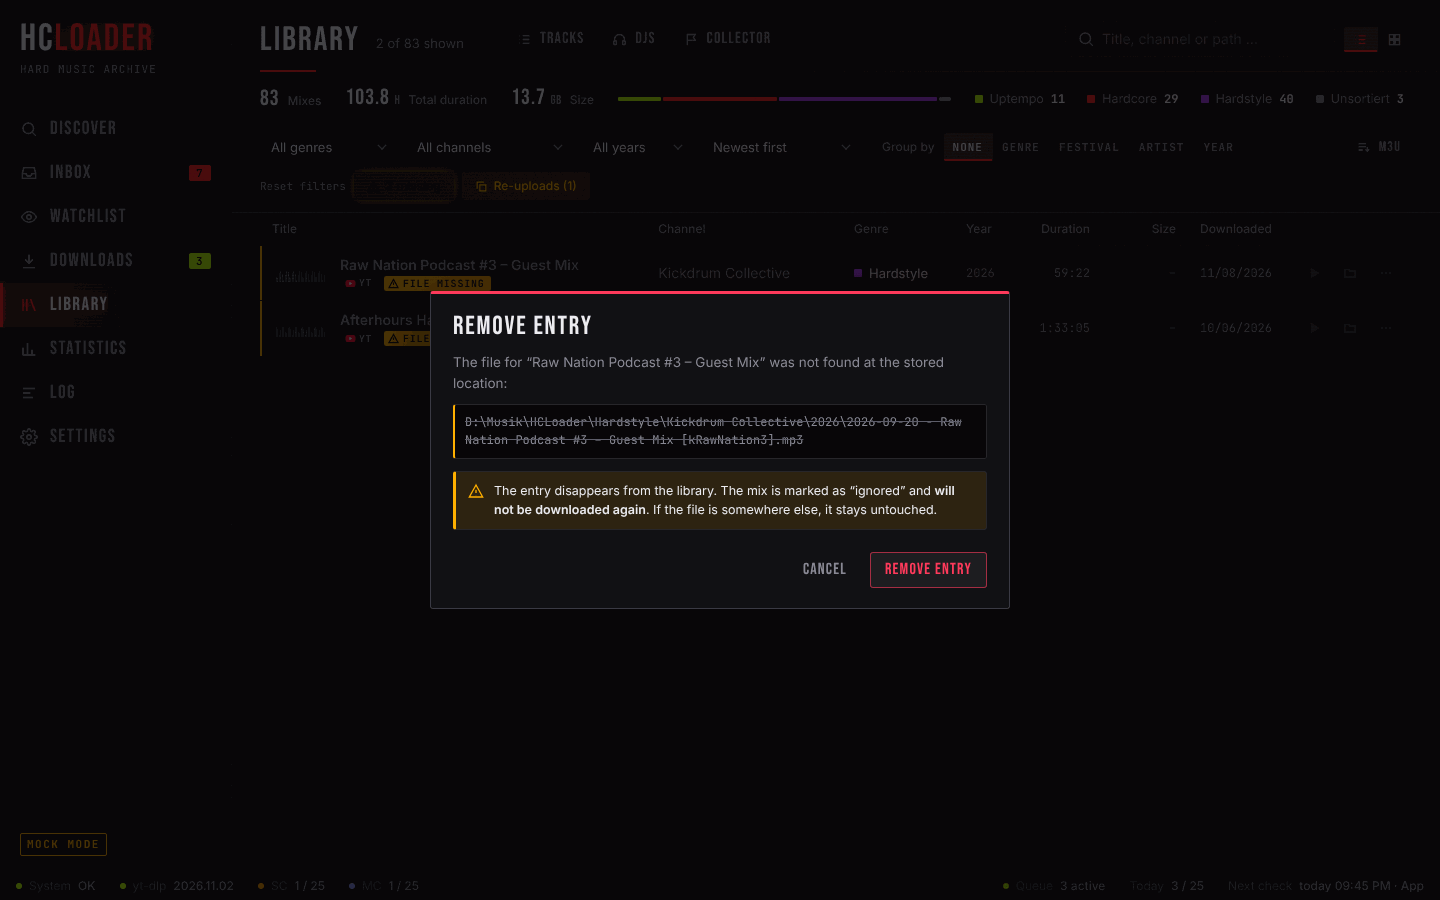 HCLOADER
HARD MUSIC ARCHIVE
DISCOVER
INBOX 7
WATCHLIST
DOWNLOADS 3
LIBRARY
STATISTICS
LOG
SETTINGS
MOCK MODE
LIBRARY 2 of 83 shown
TRACKS DJS COLLECTOR
Title, channel or path ...
83 Mixes 103.8 H Total duration 13.7 GB Size
Uptempo 11 Hardcore 29 Hardstyle 40 Unsortiert 3
All genres All channels All years Newest first Group by NONE GENRE FESTIVAL ARTIST YEAR M3U
Reset filters Re-uploads (1)
Title Channel Genre Year Duration Size Downloaded
Raw Nation Podcast #3 – Guest Mix Kickdrum Collective Hardstyle 2026 59:22 – 11/08/2026
YT FILE MISSING
Afterhours Ha 1:33:05 – 10/06/2026
YT FILE
REMOVE ENTRY
The file for “Raw Nation Podcast #3 – Guest Mix” was not found at the stored
location:
D:\Musik\HCLoader\Hardstyle\Kickdrum Collective\2026\2026-09-20 - Raw
Nation Podcast #3 – Guest Mix [kRawNation3].mp3
The entry disappears from the library. The mix is marked as “ignored” and will
not be downloaded again. If the file is somewhere else, it stays untouched.
CANCEL REMOVE ENTRY
System OK yt-dlp 2026.11.02 SC 1 / 25 MC 1 / 25 Queue 3 active Today 3 / 25 Next check today 09:45 PM · App